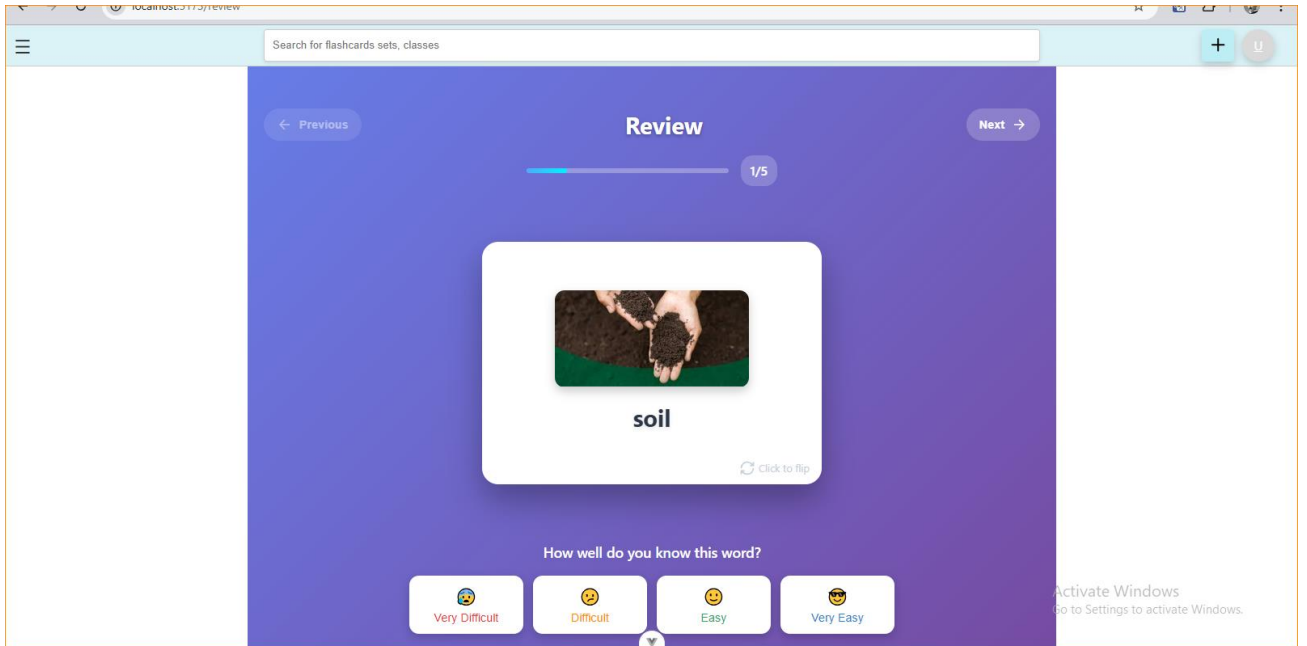 localhost:5173/review
Search for flashcards sets, classes
+ U
← Previous
Review
Next →
1/5
soil
Click to flip
How well do you know this word?
Very Difficult
Difficult
Easy
Very Easy
Activate Windows
Go to Settings to activate Windows.